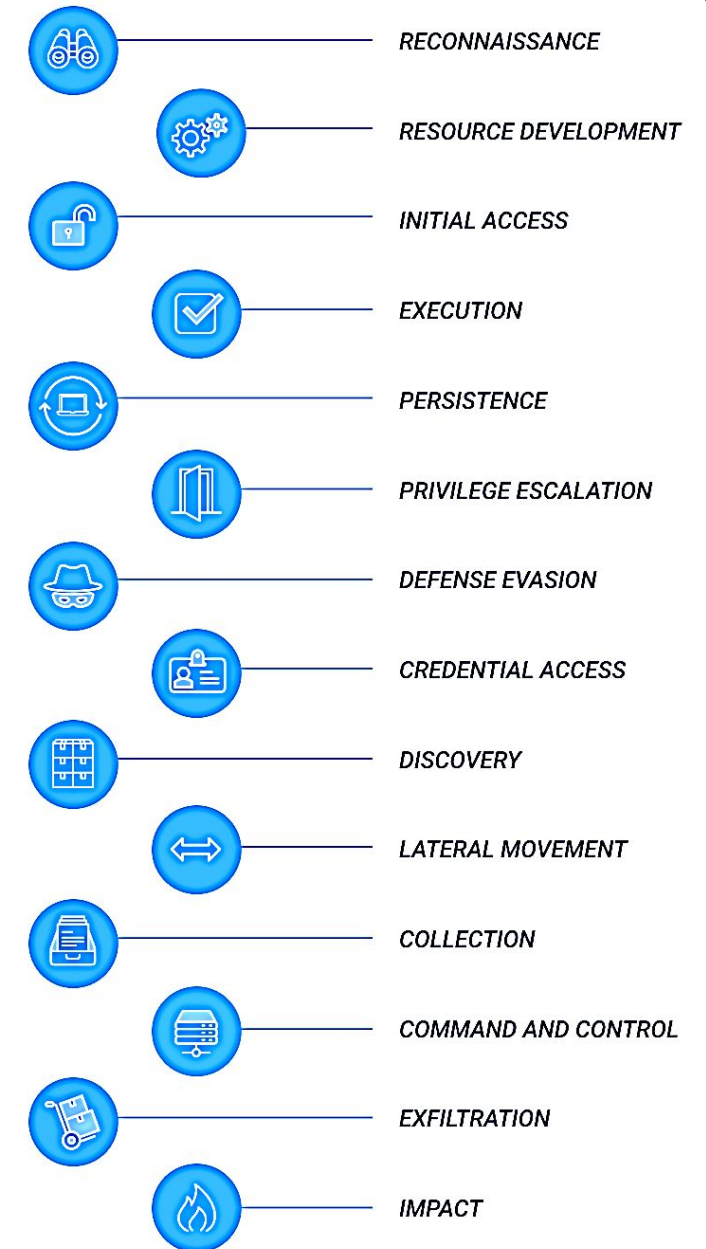 RECONNAISSANCE
RESOURCE DEVELOPMENT
INITIAL ACCESS
EXECUTION
PERSISTENCE
PRIVILEGE ESCALATION
DEFENSE EVASION
CREDENTIAL ACCESS
DISCOVERY
LATERAL MOVEMENT
COLLECTION
COMMAND AND CONTROL
EXFILTRATION
IMPACT